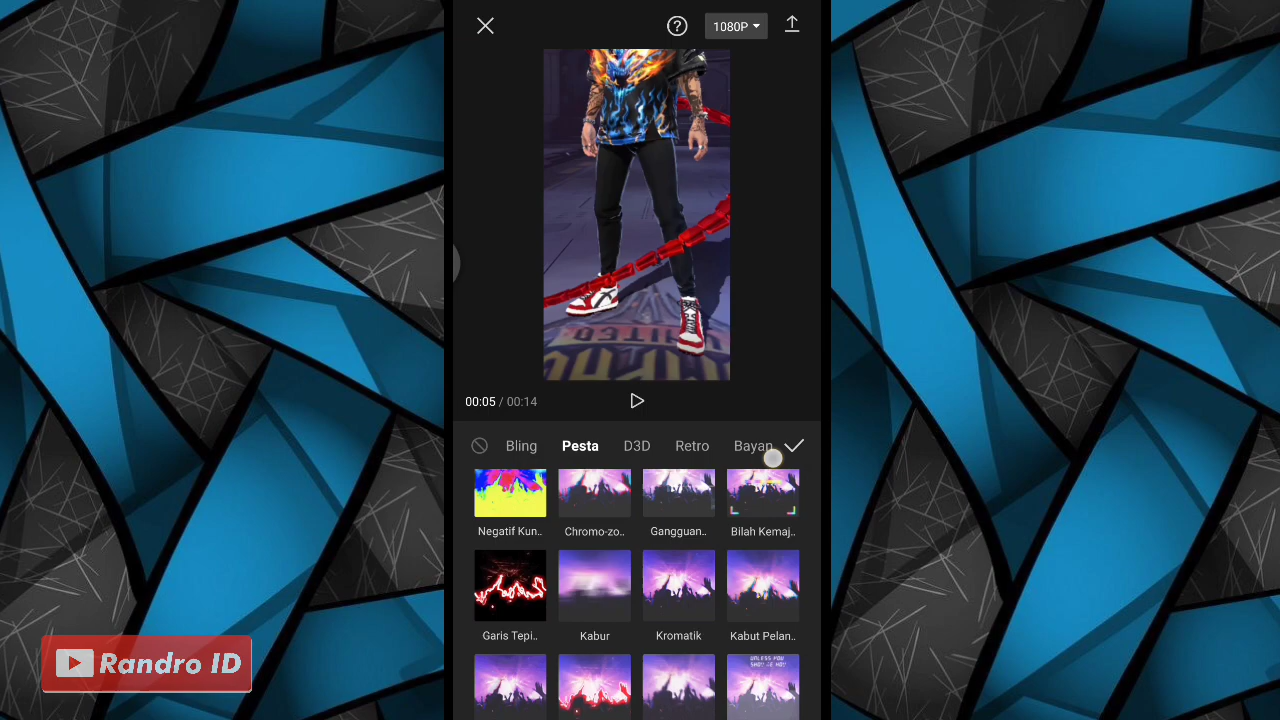 1080P
00:05 / 00:14
Bling Pesta D3D Retro Bayan
Negatif Kun.. Chromo-zo.. Gangguan.. Bilah Kemaj..
Garis Tepi.. Kabur Kromatik Kabut Pelan..
Randro ID